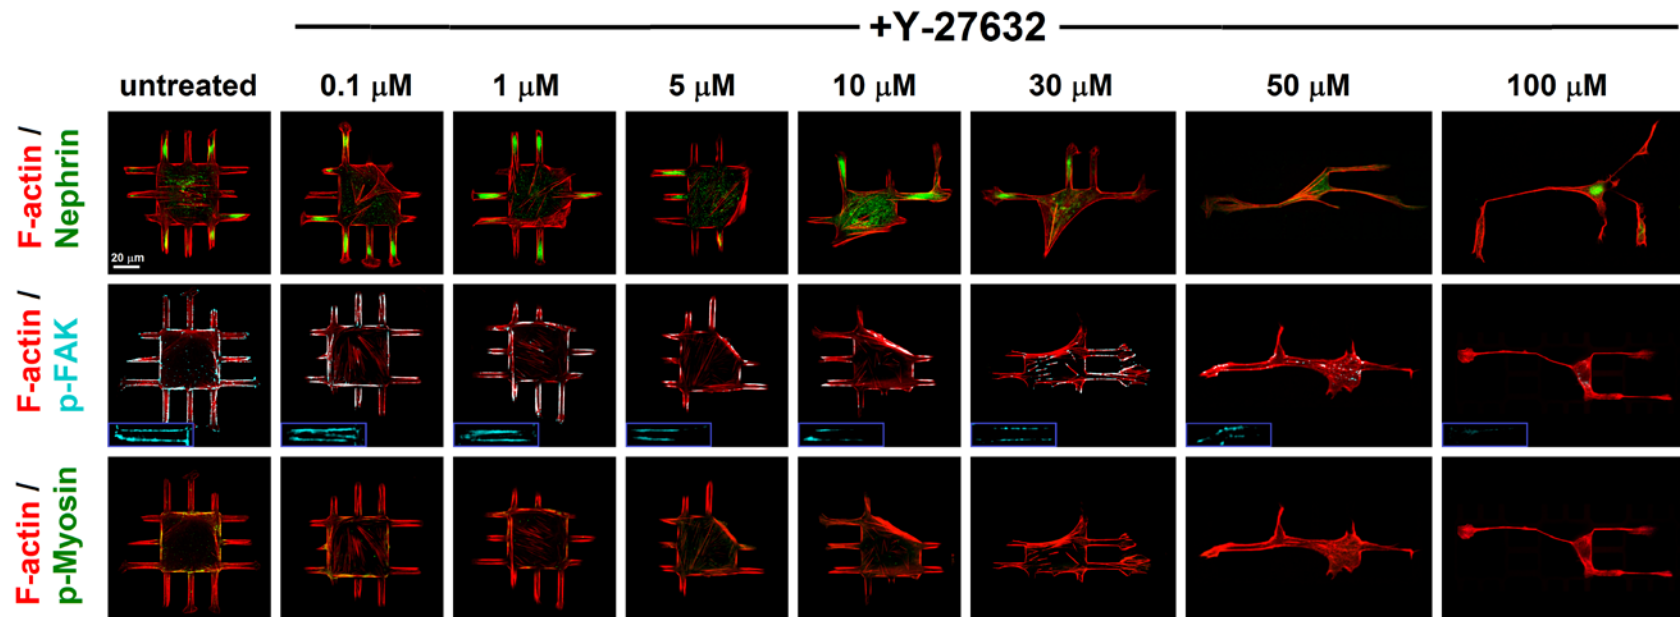 +Y-27632
untreated 0.1 μM 1 μM 5 μM 10 μM 30 μM 50 μM 100 μM
F-actin /
Nephrin
20 μm
F-actin /
p-FAK
F-actin /
p-Myosin